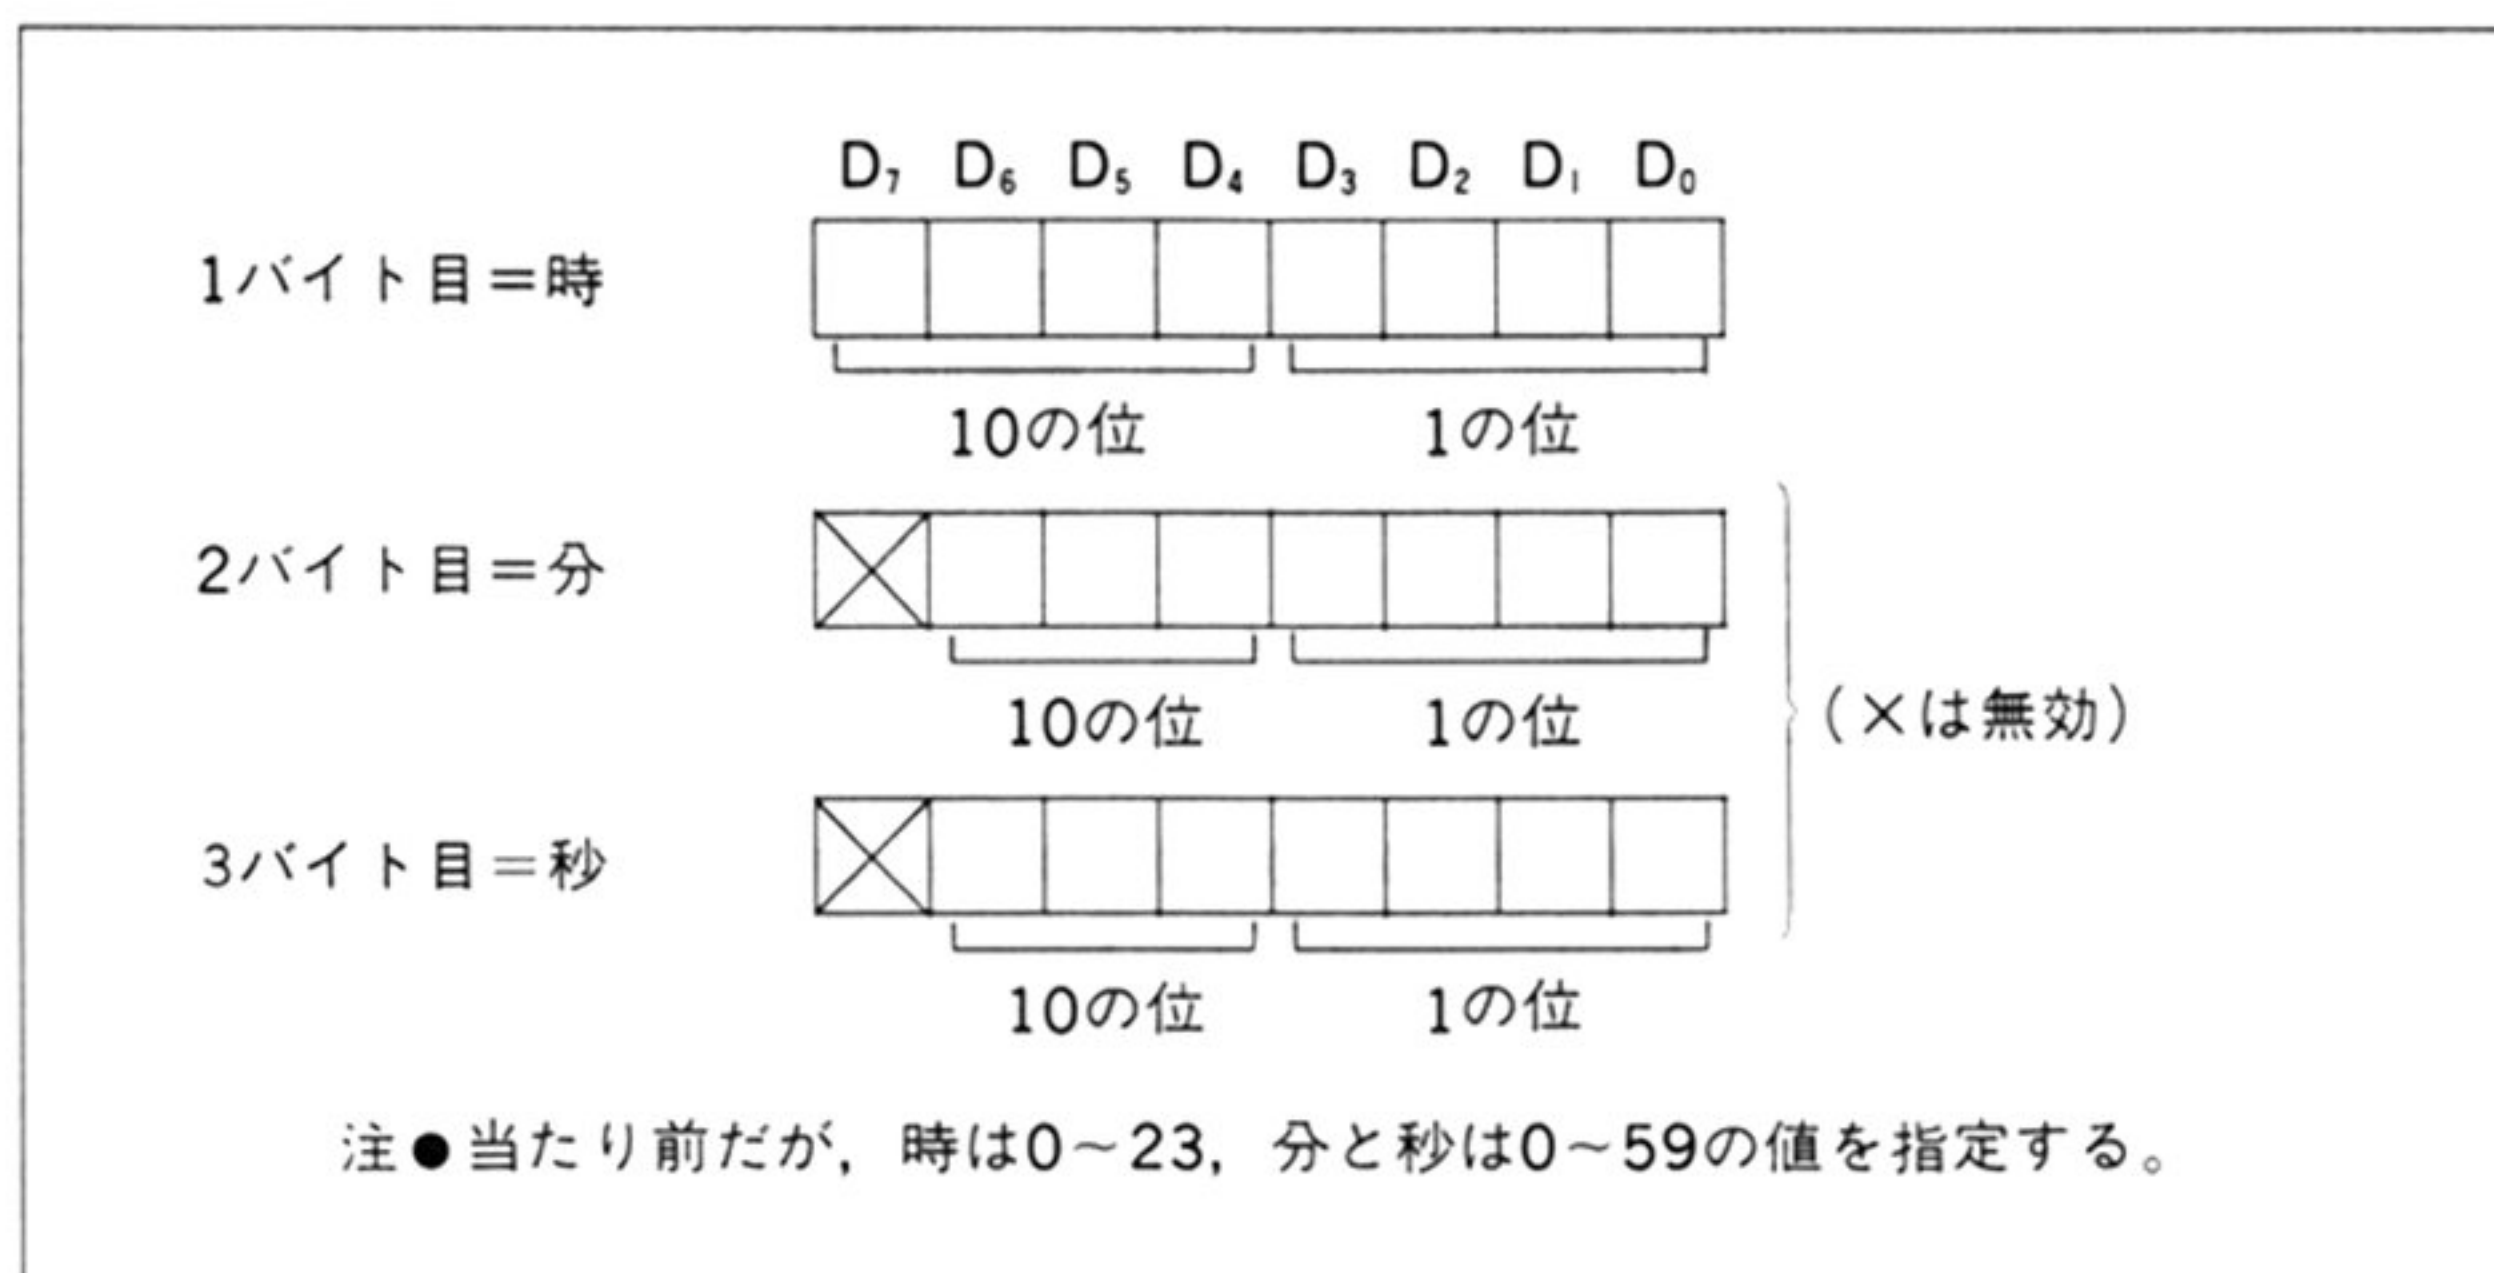 D₇ D₆ D₅ D₄ D₃ D₂ D₁ D₀
1バイト目＝時
10の位 1の位
2バイト目＝分
10の位 1の位
(×は無効)
3バイト目＝秒
10の位 1の位
注●当たり前だが，時は0～23，分と秒は0～59の値を指定する。